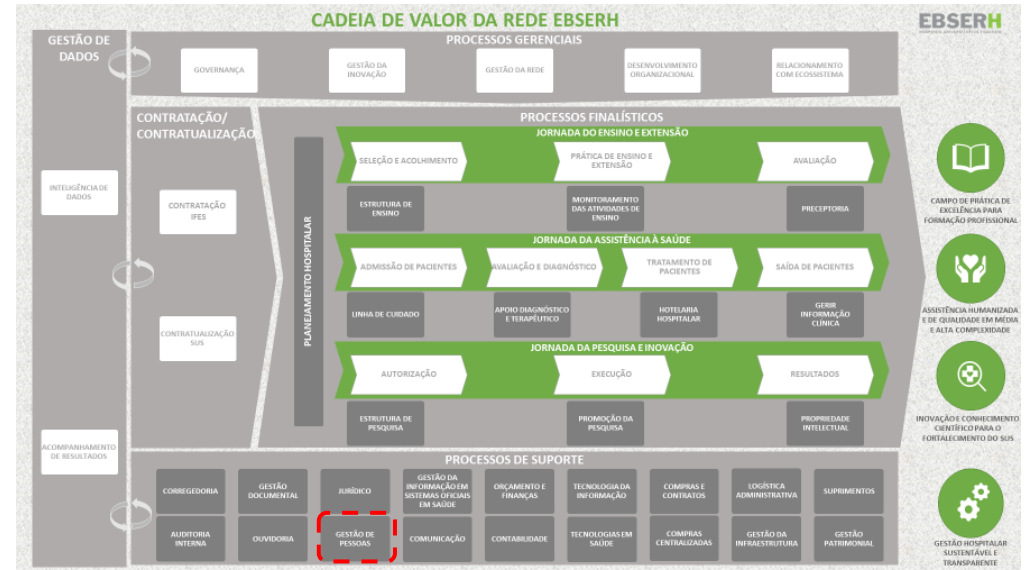 CADEIA DE VALOR DA REDE EBSERH
EBSERH
GESTÃO DE
DADOS
INTELIGÊNCIA DE
DADOS
ACOMPANHAMENTO
DE RESULTADOS
PROCESSOS GERENCIAIS
GOVERNANÇA
GESTÃO DA
INOVAÇÃO
GESTÃO DA REDE
DESENVOLVIMENTO
ORGANIZACIONAL
RELACIONAMENTO
COM ECOSSISTEMA
CONTRATAÇÃO/
CONTRATUALIZAÇÃO
CONTRATAÇÃO
IFES
CONTRATUALIZAÇÃO
SUS
PROCESSOS FINALÍSTICOS
PLANEJAMENTO HOSPITALAR
JORNADA DO ENSINO E EXTENSÃO
SELEÇÃO E ACOLHIMENTO
PRÁTICA DE ENSINO E
EXTENSÃO
AVALIAÇÃO
ESTRUTURA DE
ENSINO
MONITORAMENTO
DAS ATIVIDADES DE
ENSINO
PRECEPTORIA
JORNADA DA ASSISTÊNCIA À SAÚDE
ADMISSÃO DE PACIENTES
AVALIAÇÃO E DIAGNÓSTICO
TRATAMENTO DE
PACIENTES
SAÍDA DE PACIENTES
LINHA DE CUIDADO
APOIO DIAGNÓSTICO
E TERAPÊUTICO
HOTELARIA
HOSPITALAR
GERIR
INFORMAÇÃO
CLÍNICA
JORNADA DA PESQUISA E INOVAÇÃO
AUTORIZAÇÃO
EXECUÇÃO
RESULTADOS
ESTRUTURA DE
PESQUISA
PROMOÇÃO DA
PESQUISA
PROPRIEDADE
INTELECTUAL
PROCESSOS DE SUPORTE
CORREGEDORIA
GESTÃO
DOCUMENTAL
JURÍDICO
GESTÃO DA
INFORMAÇÃO EM
SISTEMAS OFICIAIS
EM SAÚDE
ORÇAMENTO E
FINANÇAS
TECNOLOGIA DA
INFORMAÇÃO
COMPRAS E
CONTRATOS
LOGÍSTICA
ADMINISTRATIVA
SUPRIMENTOS
AUDITORIA
INTERNA
OUVIDORIA
GESTÃO DE
PESSOAS
COMUNICAÇÃO
CONTABILIDADE
TECNOLOGIAS EM
SAÚDE
COMPRAS
CENTRALIZADAS
GESTÃO DA
INFRAESTRUTURA
GESTÃO
PATRIMONIAL
CAMPO DE PRÁTICA DE
EXCELÊNCIA PARA
FORMAÇÃO PROFISSIONAL
ASSISTÊNCIA HUMANIZADA
E DE QUALIDADE EM MÉDIA
E ALTA COMPLEXIDADE
INOVAÇÃO E CONHECIMENTO
CIENTÍFICO PARA O
FORTALECIMENTO DO SUS
GESTÃO HOSPITALAR
SUSTENTÁVEL E
TRANSPARENTE